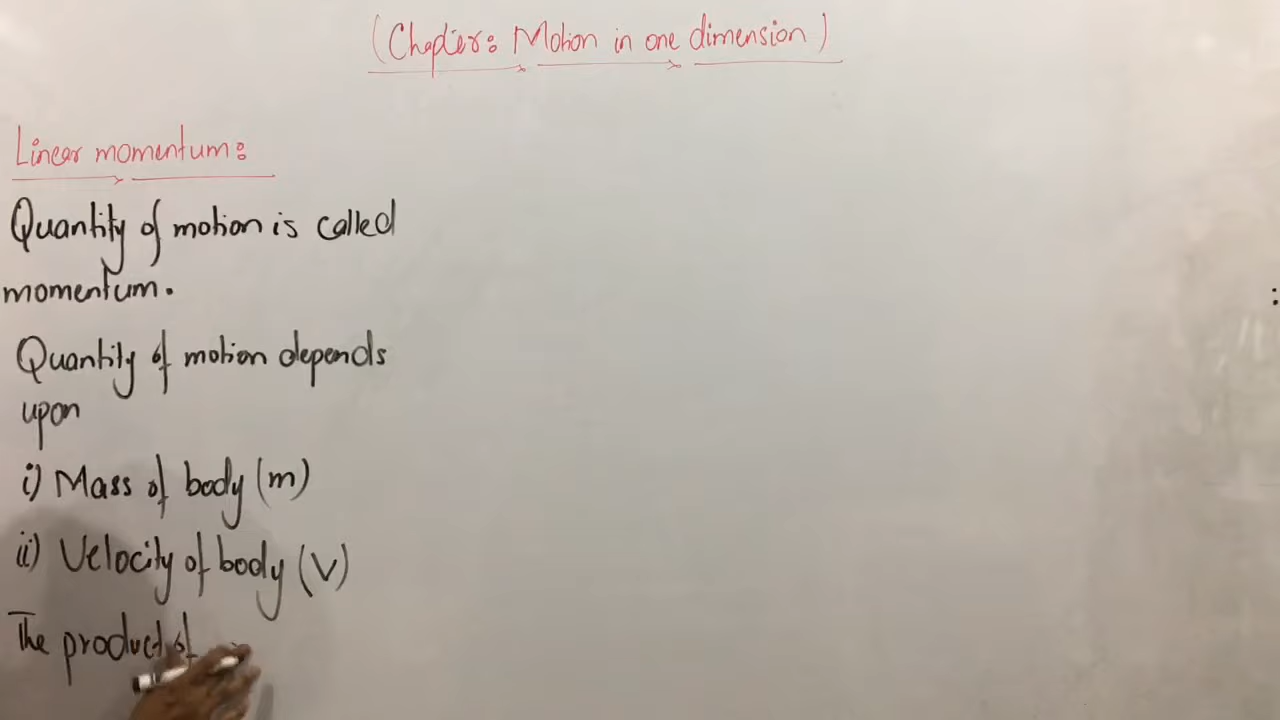 (Chapter: Motion in one dimension)
Linear momentum:
Quantity of motion is called
momentum.
Quantity of motion depends
upon
i) Mass of body (m)
ii) Velocity of body (V)
The product of
: